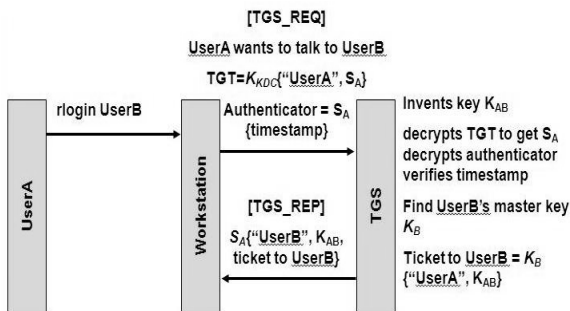 [TGS_REQ]
UserA wants to talk to UserB
TGT=K_KDC{“UserA”, S_A}
rlogin UserB
Authenticator = S_A
{timestamp}
Invents key K_AB
decrypts TGT to get S_A
decrypts authenticator
verifies timestamp
UserA
Workstation
TGS
[TGS_REP]
S_A{“UserB”, K_AB,
ticket to UserB}
Find UserB’s master key
K_B
Ticket to UserB = K_B
{“UserA”, K_AB}